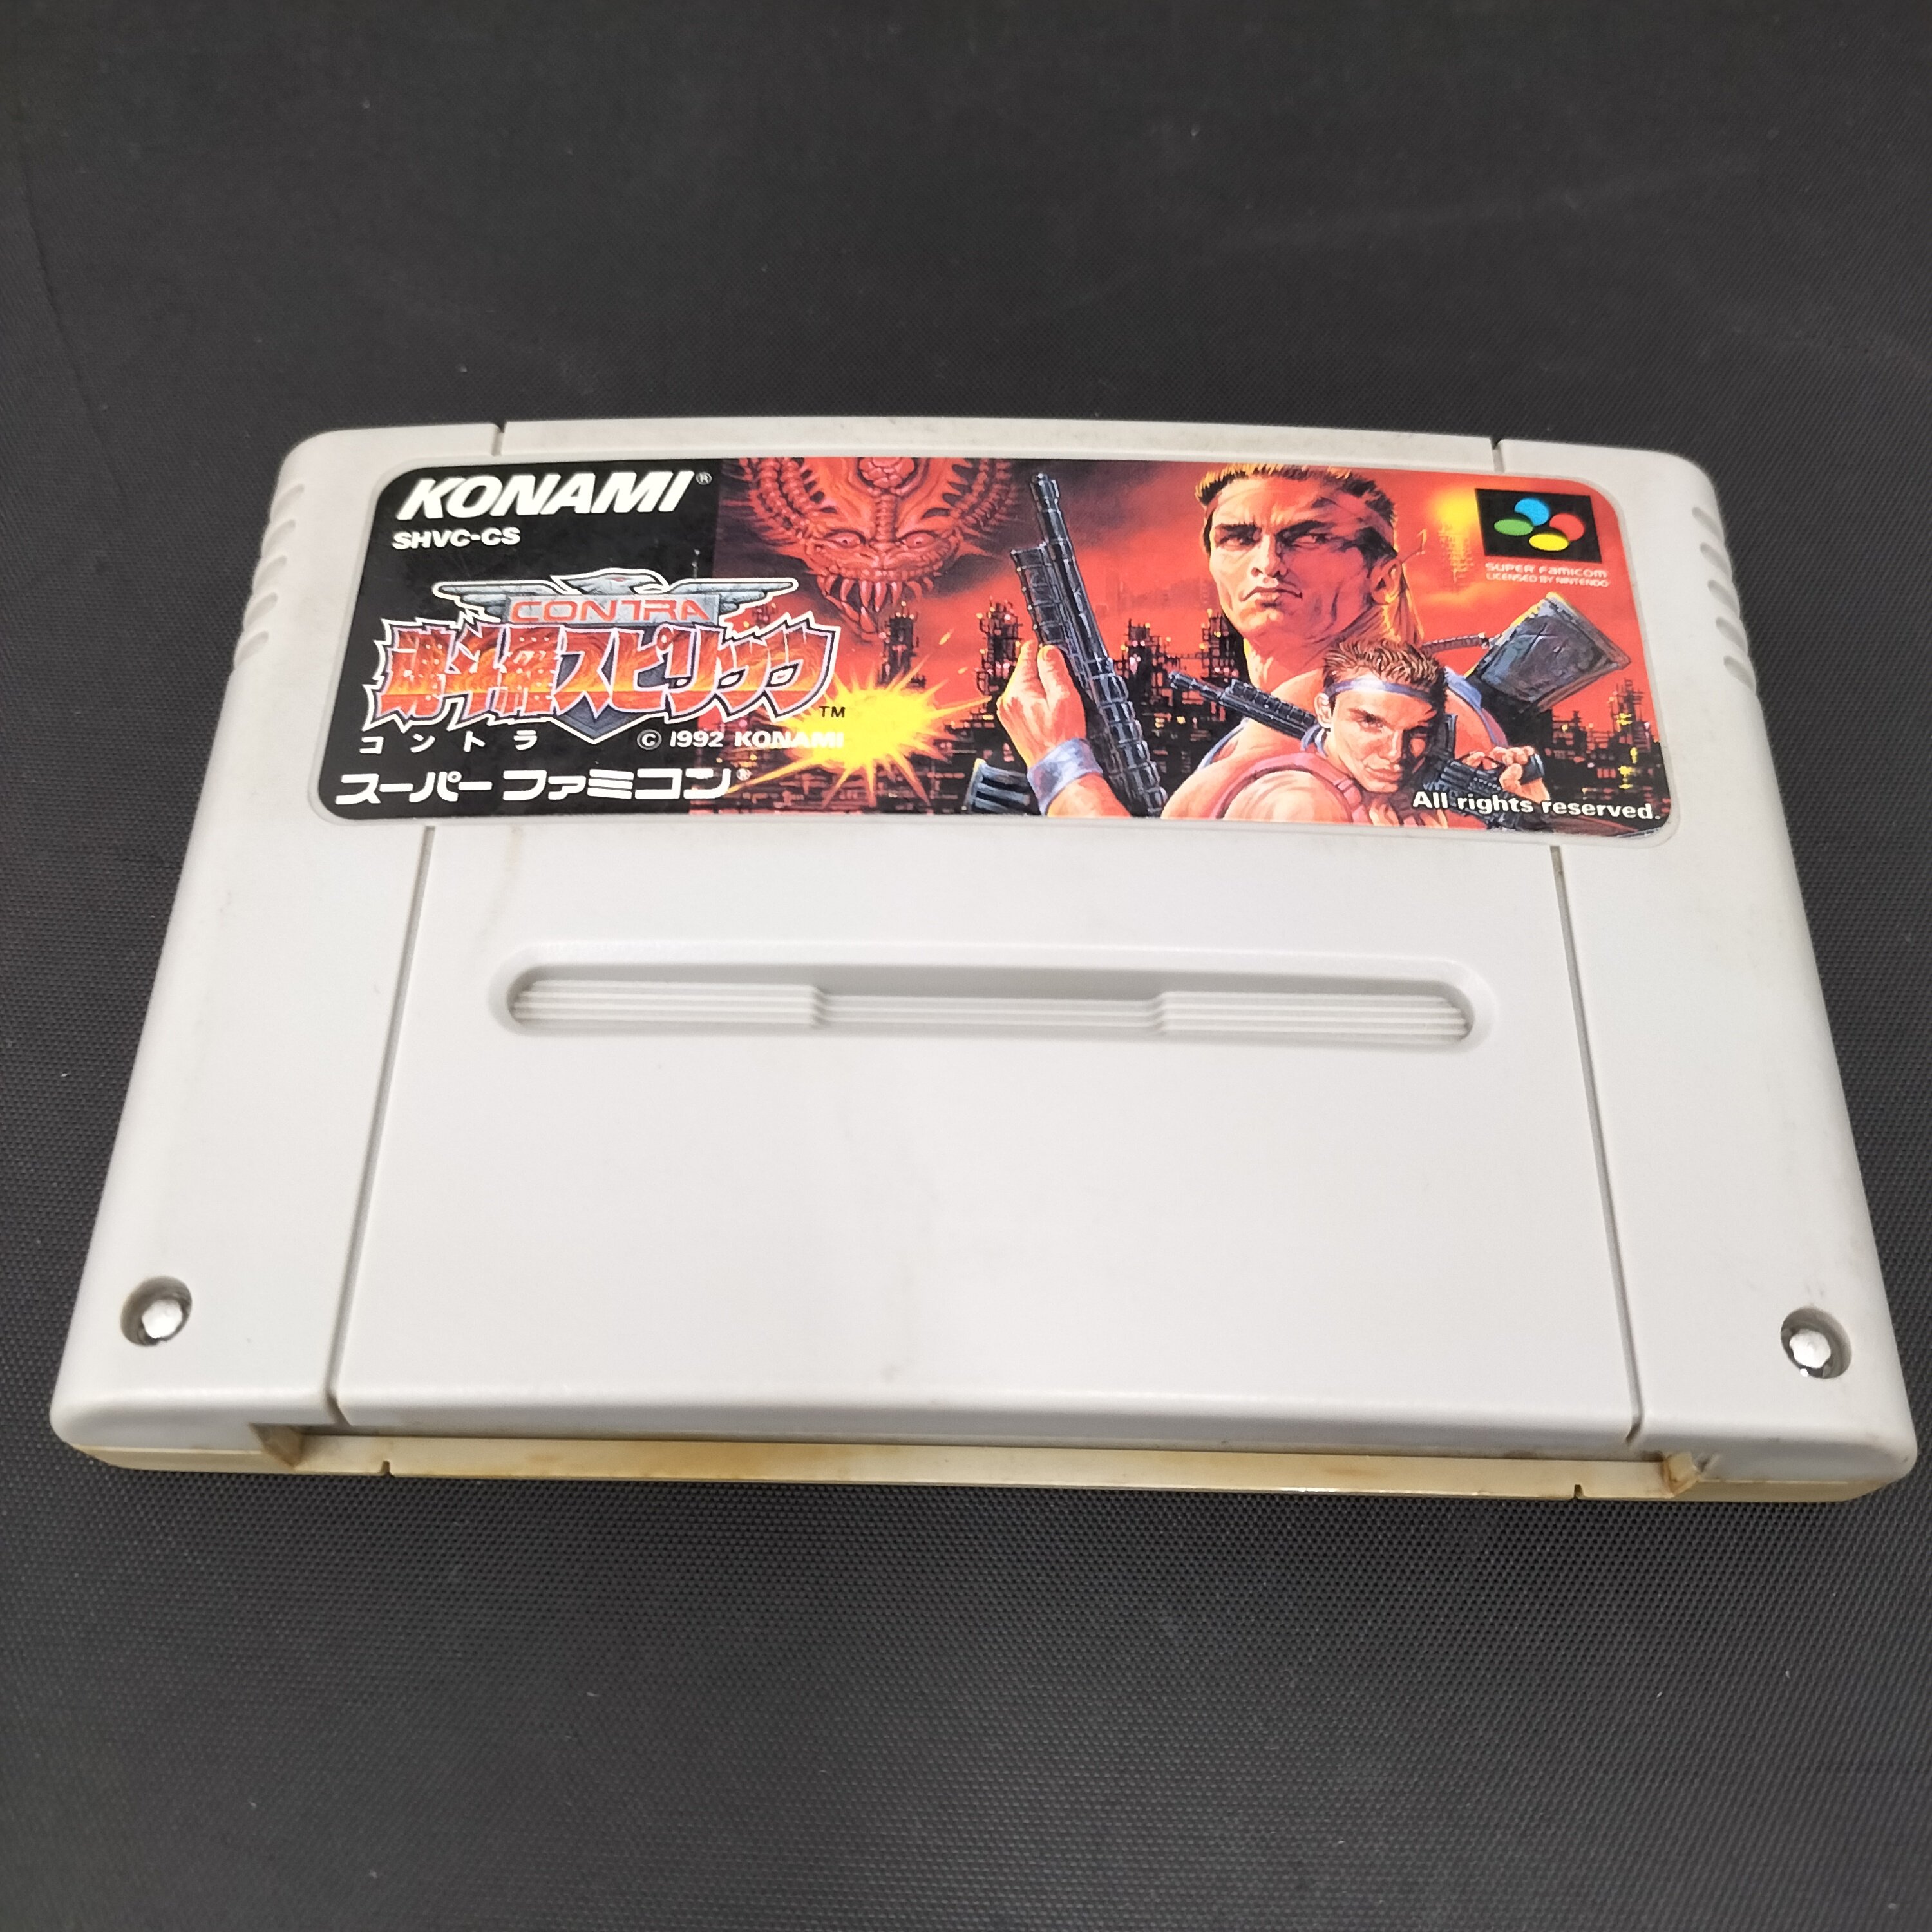 KONAMI®
SHVC-CS
CONTRA
魂斗羅スピリッツ
TM
コントラ
© 1992 KONAMI
スーパーファミコン®
SUPER FAMICOM
LICENSED BY NINTENDO
All rights reserved.